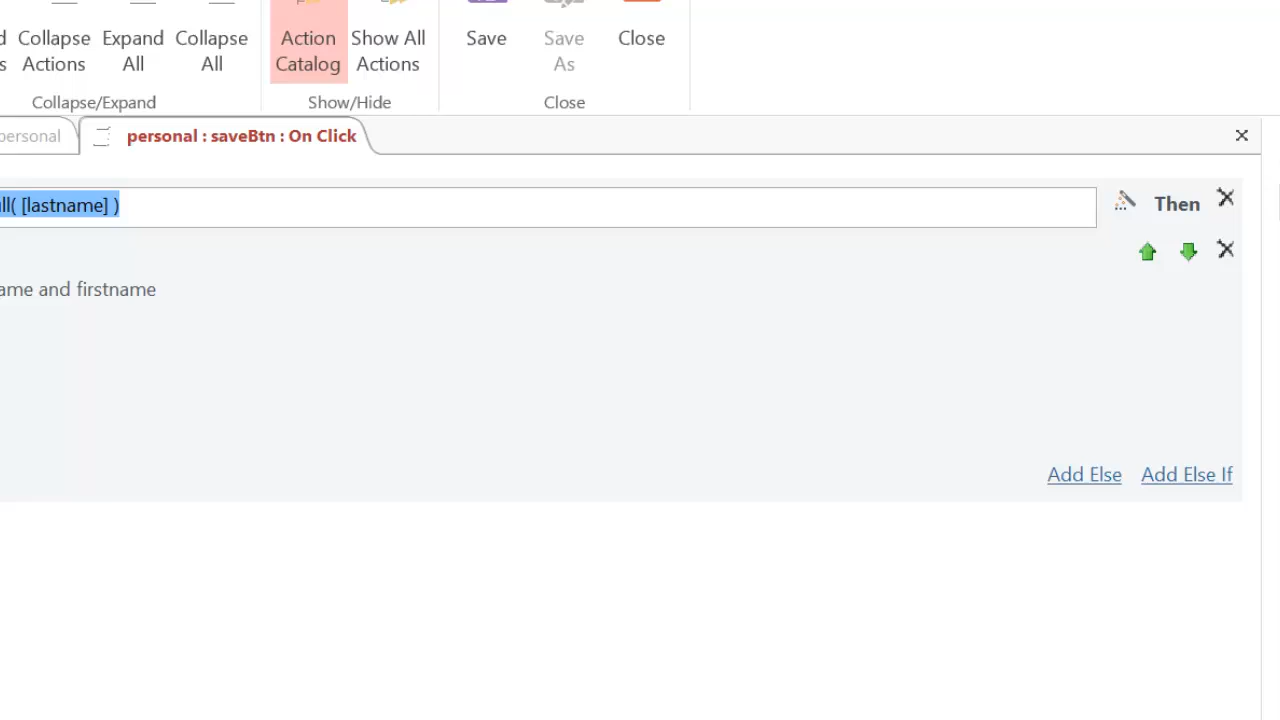 Collapse Expand Collapse Action Show All Save Save Close
Actions All All Catalog Actions As
Collapse/Expand Show/Hide Close
personal personal : saveBtn : On Click
ll( [lastname] ) Then
ame and firstname
Add Else Add Else If